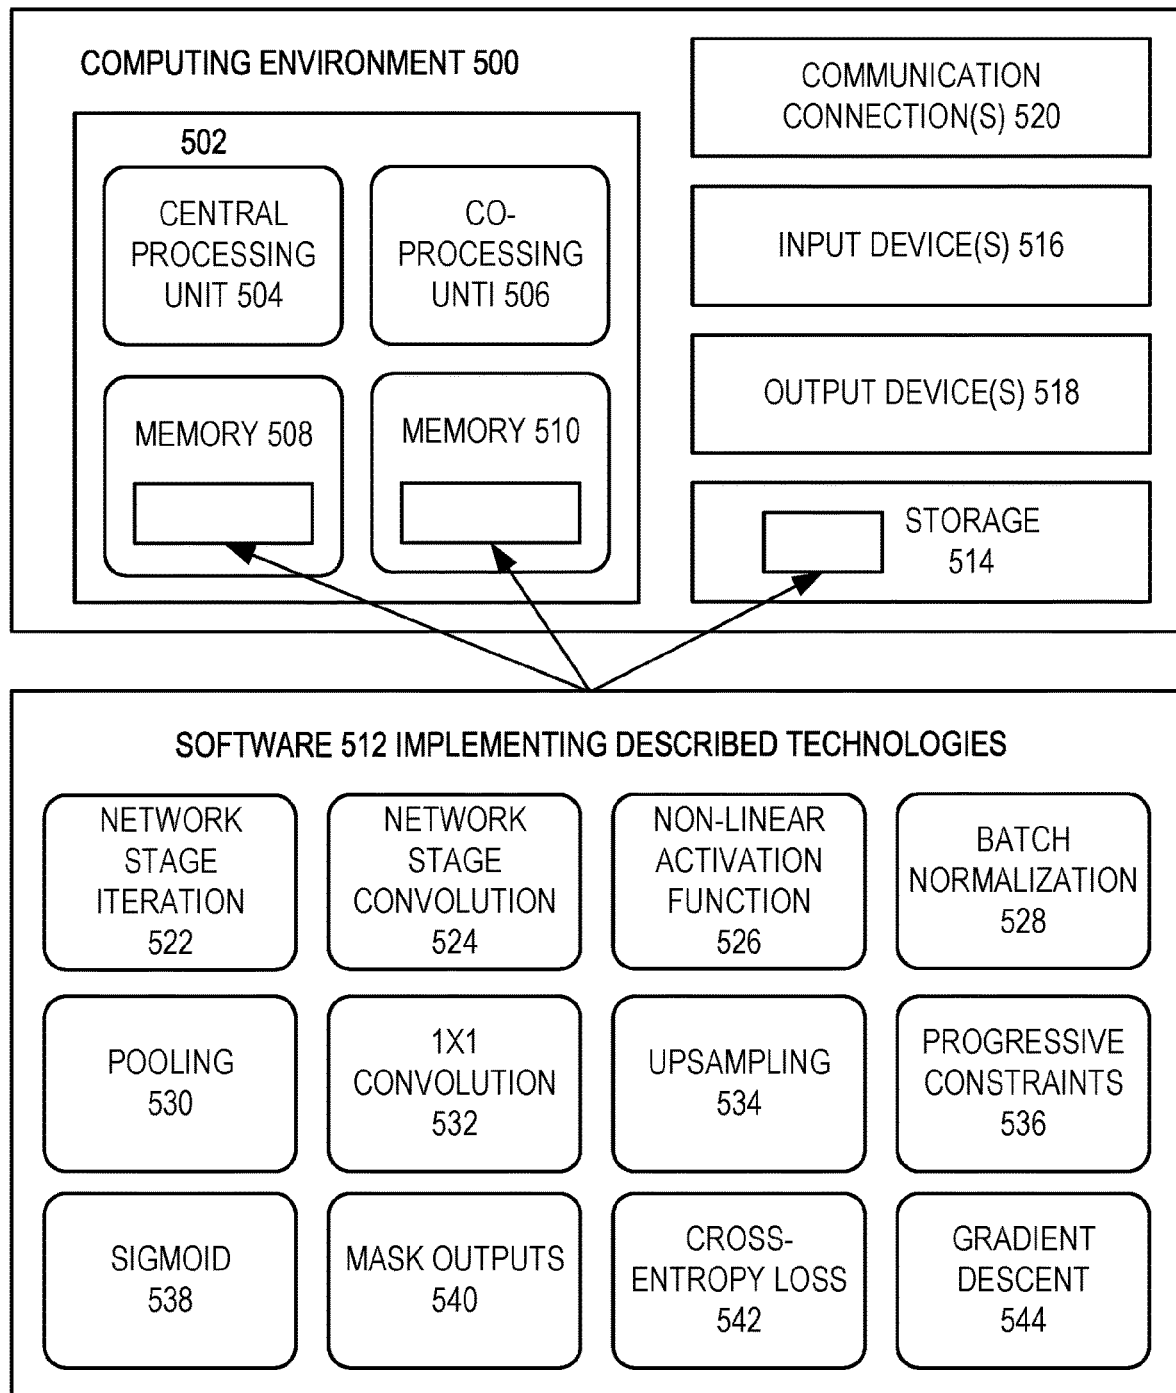 COMPUTING ENVIRONMENT 500
502
CENTRAL
PROCESSING
UNIT 504
CO-
PROCESSING
UNTI 506
MEMORY 508
MEMORY 510
COMMUNICATION
CONNECTION(S) 520
INPUT DEVICE(S) 516
OUTPUT DEVICE(S) 518
STORAGE
514
SOFTWARE 512 IMPLEMENTING DESCRIBED TECHNOLOGIES
NETWORK
STAGE
ITERATION
522
NETWORK
STAGE
CONVOLUTION
524
NON-LINEAR
ACTIVATION
FUNCTION
526
BATCH
NORMALIZATION
528
POOLING
530
1X1
CONVOLUTION
532
UPSAMPLING
534
PROGRESSIVE
CONSTRAINTS
536
SIGMOID
538
MASK OUTPUTS
540
CROSS-
ENTROPY LOSS
542
GRADIENT
DESCENT
544